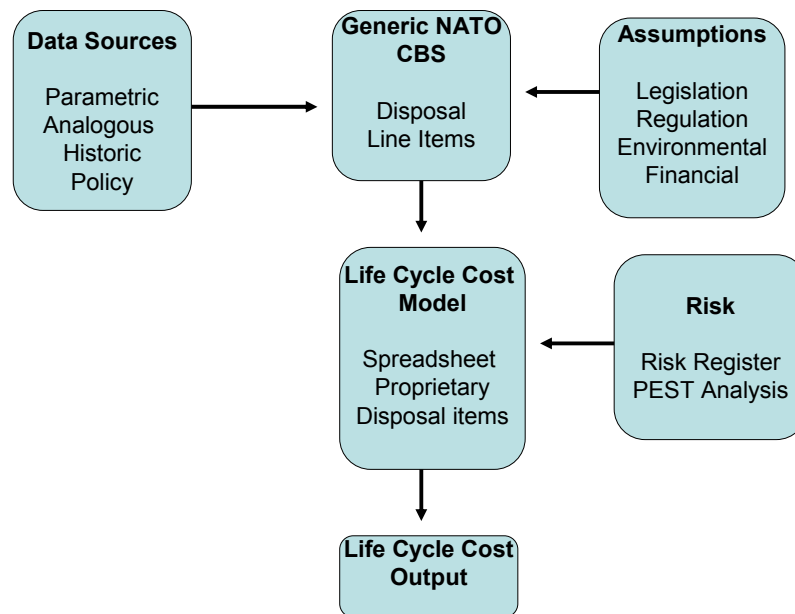 Data Sources
Parametric
Analogous
Historic
Policy
Generic NATO
CBS
Disposal
Line Items
Assumptions
Legislation
Regulation
Environmental
Financial
Life Cycle Cost
Model
Spreadsheet
Proprietary
Disposal items
Risk
Risk Register
PEST Analysis
Life Cycle Cost
Output